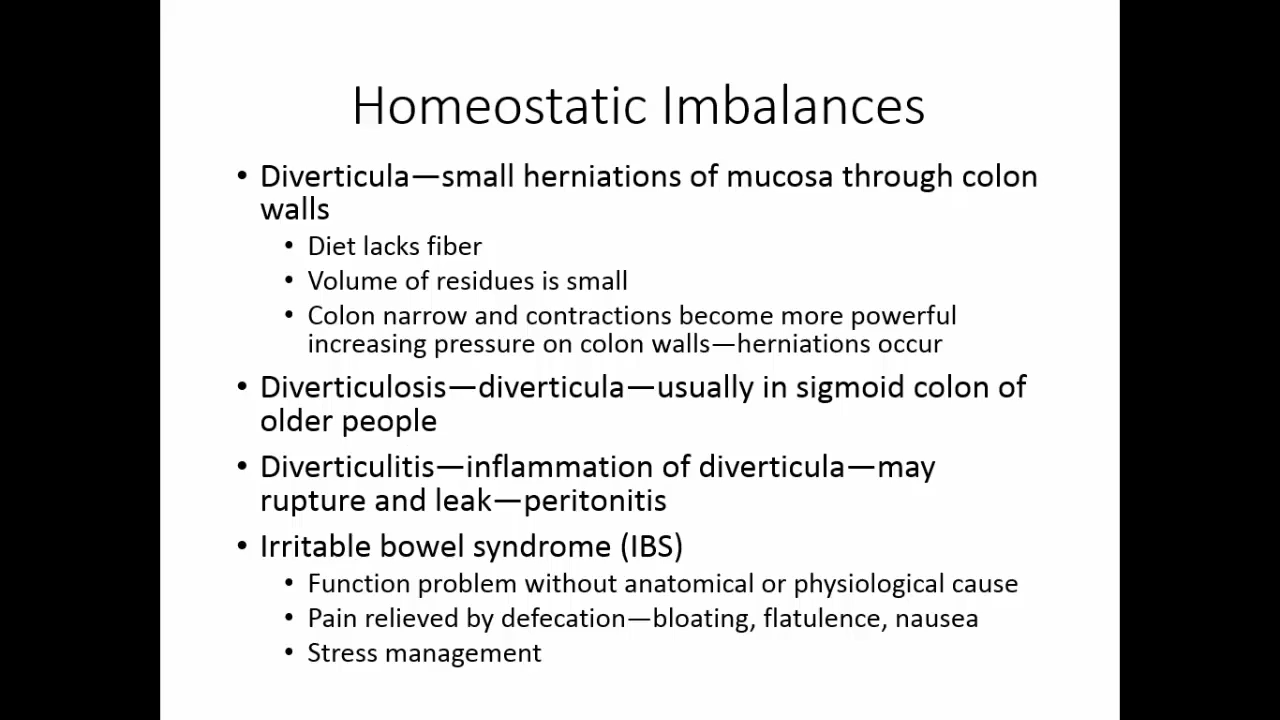 Homeostatic Imbalances
• Diverticula—small herniations of mucosa through colon
walls
• Diet lacks fiber
• Volume of residues is small
• Colon narrow and contractions become more powerful
increasing pressure on colon walls—herniations occur
• Diverticulosis—diverticula—usually in sigmoid colon of
older people
• Diverticulitis—inflammation of diverticula—may
rupture and leak—peritonitis
• Irritable bowel syndrome (IBS)
• Function problem without anatomical or physiological cause
• Pain relieved by defecation—bloating, flatulence, nausea
• Stress management